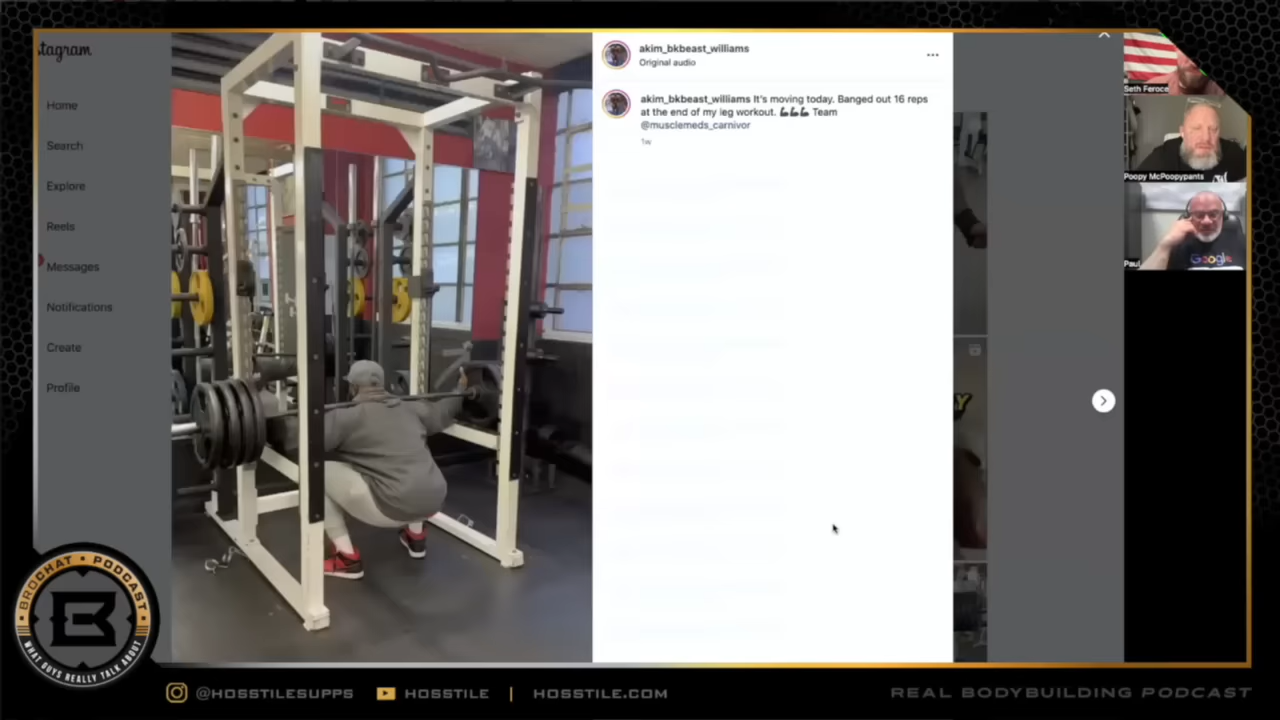 tagram
Home
Search
Explore
Reels
Messages
Notifications
Create
Profile
akim_bkbeast_williams
Original audio
akim_bkbeast_williams It's moving today. Banged out 16 reps
at the end of my leg workout. 💪💪💪 Team
@musclemeds_carnivor
1w
Seth Feroce
Poopy McPoopypants
Google
Paul
BROCHAT • PODCAST
B
WHAT GUYS REALLY TALK ABOUT
@HOSSTILESUPPS
HOSSTILE
|
HOSSTILE.COM
REAL BODYBUILDING PODCAST